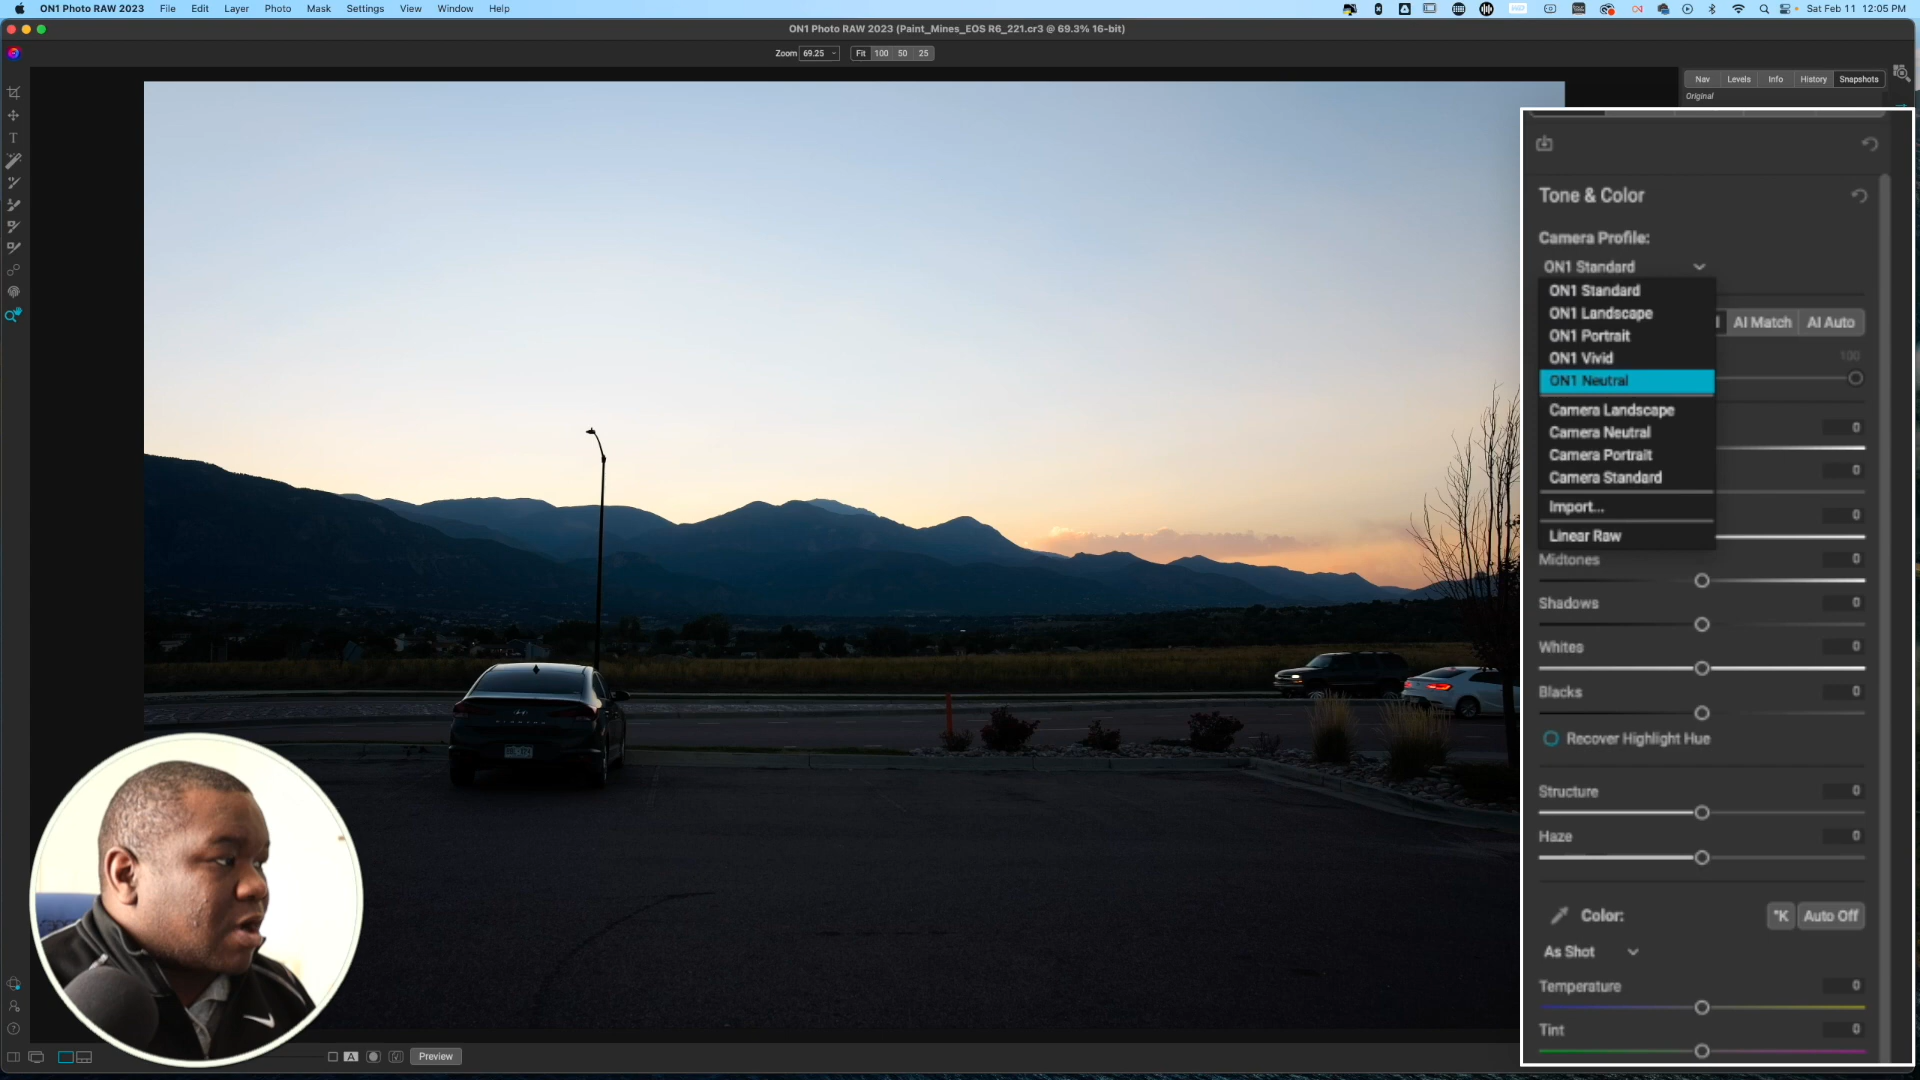 ON1 Photo RAW 2023 File Edit Layer Photo Mask Settings View Window Help Sat Feb 11 12:05 PM
ON1 Photo RAW 2023 (Paint_Mines_EOS R6_221.cr3 @ 69.3% 16-bit)
Zoom 69.25 Fit 100 50 25
Nav Levels Info History Snapshots
Original
Tone & Color
Camera Profile:
ON1 Standard
ON1 Standard
ON1 Landscape
AI Match AI Auto
ON1 Portrait
100
ON1 Vivid
ON1 Neutral
Camera Landscape
0
Camera Neutral
Camera Portrait
0
Camera Standard
Import...
0
Linear Raw
Midtones 0
Shadows 0
Whites 0
Blacks 0
Recover Highlight Hue
Structure 0
Haze 0
Color: °K Auto Off
As Shot
Temperature 0
Tint 0
A Preview